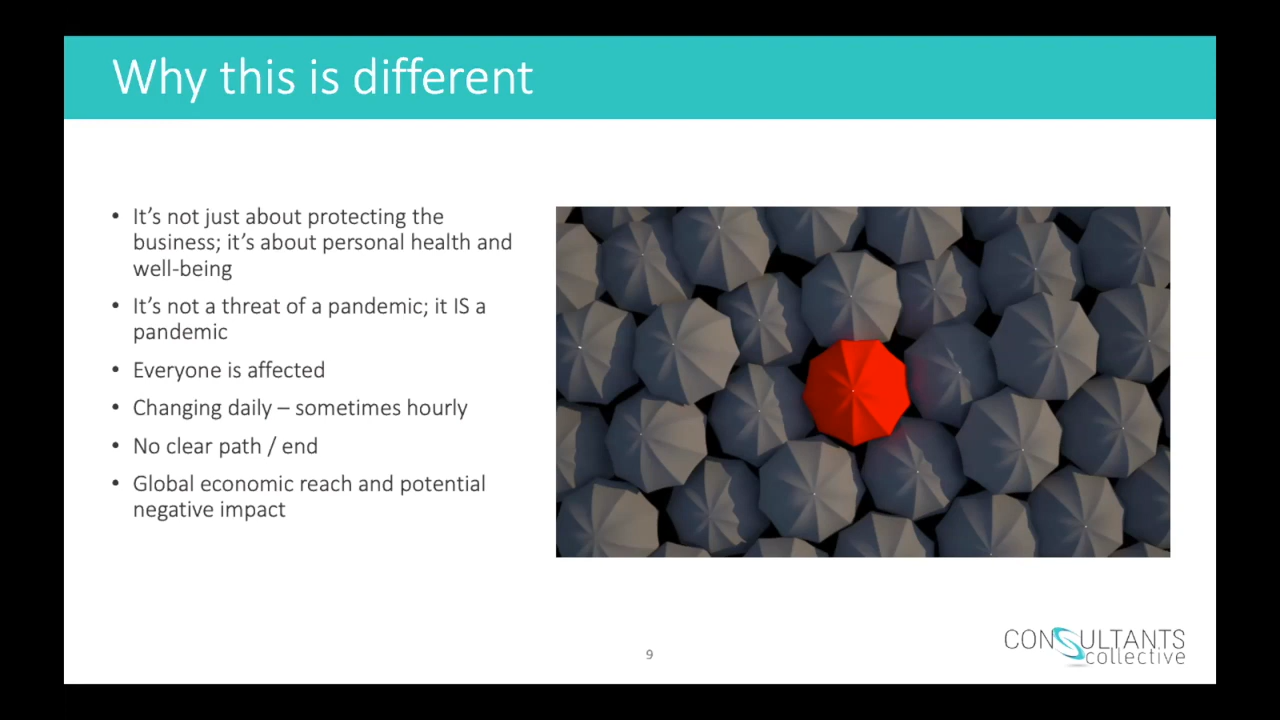 Why this is different
• It’s not just about protecting the
business; it’s about personal health and
well-being
• It’s not a threat of a pandemic; it IS a
pandemic
• Everyone is affected
• Changing daily – sometimes hourly
• No clear path / end
• Global economic reach and potential
negative impact
CONSULTANTS
collective
9